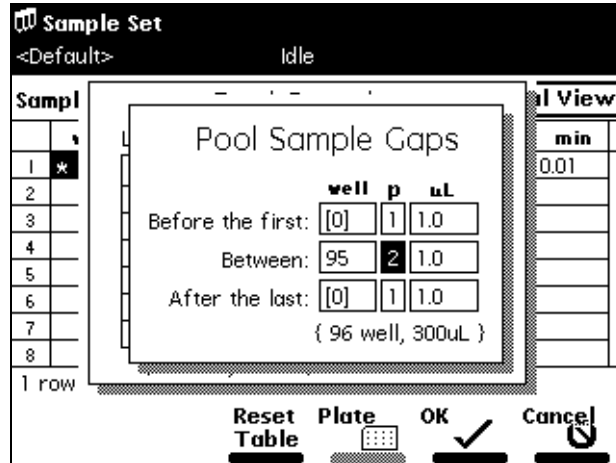 Sample Set
<Default> Idle
Sampl l View
min
1 * 0.01
2
3
4
5
6
7
8
1 row
Pool Sample Gaps
well p uL
Before the first: [0] 1 1.0
Between: 95 2 1.0
After the last: [0] 1 1.0
{ 96 well, 300uL }
Reset Table
Plate
OK
Cancel